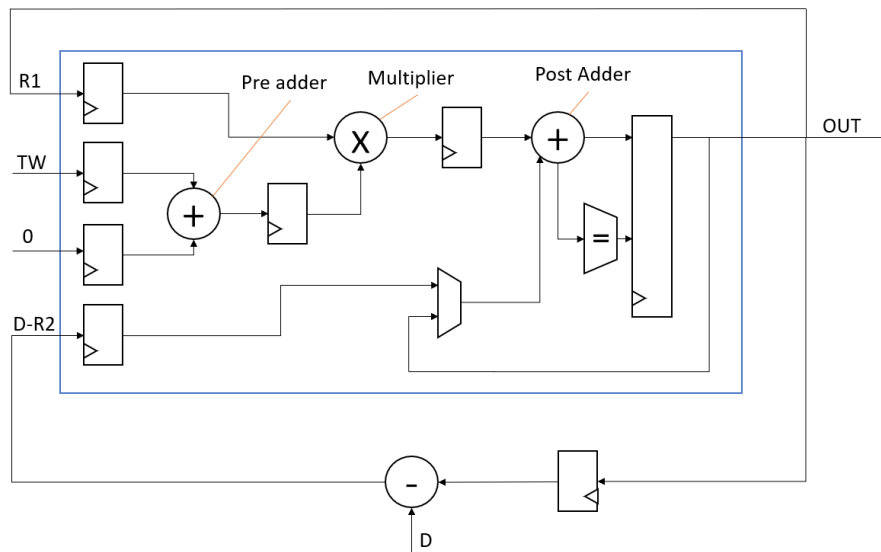 R1
Pre adder
Multiplier
Post Adder
OUT
X
+
TW
+
0
=
D-R2
-
D